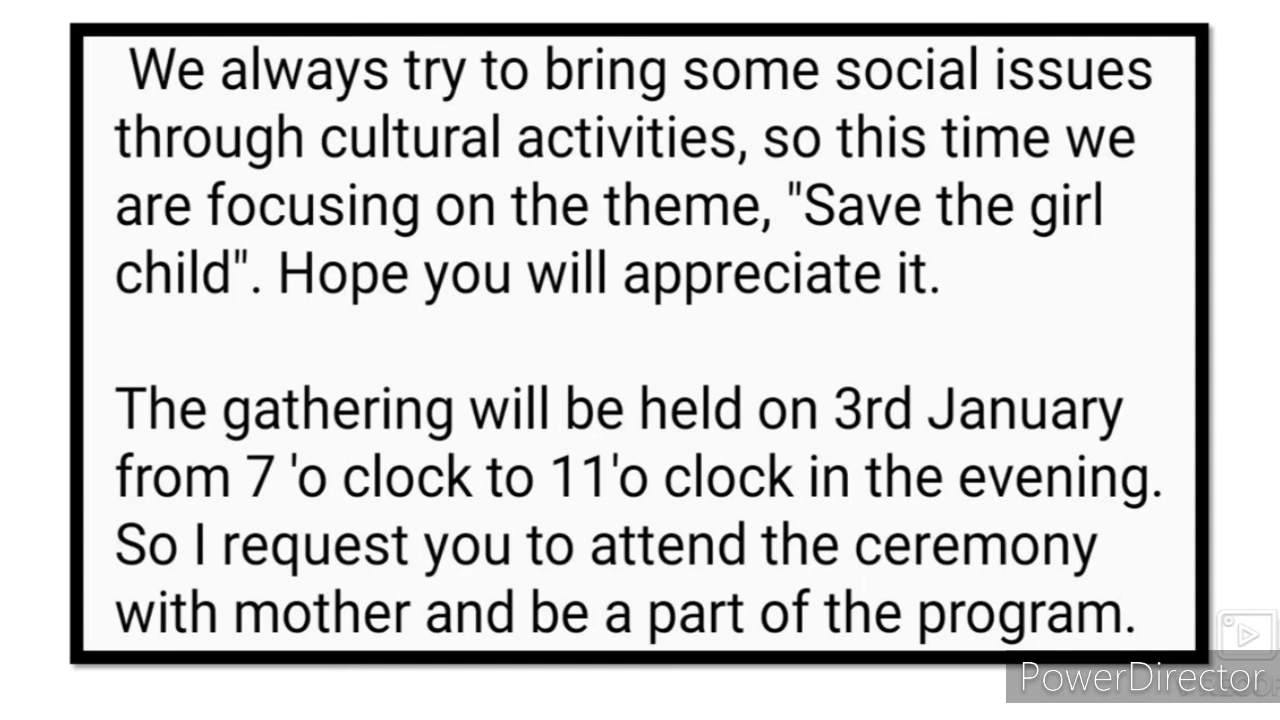 We always try to bring some social issues
through cultural activities, so this time we
are focusing on the theme, "Save the girl
child". Hope you will appreciate it.
The gathering will be held on 3rd January
from 7 'o clock to 11'o clock in the evening.
So I request you to attend the ceremony
with mother and be a part of the program.
PowerDirector